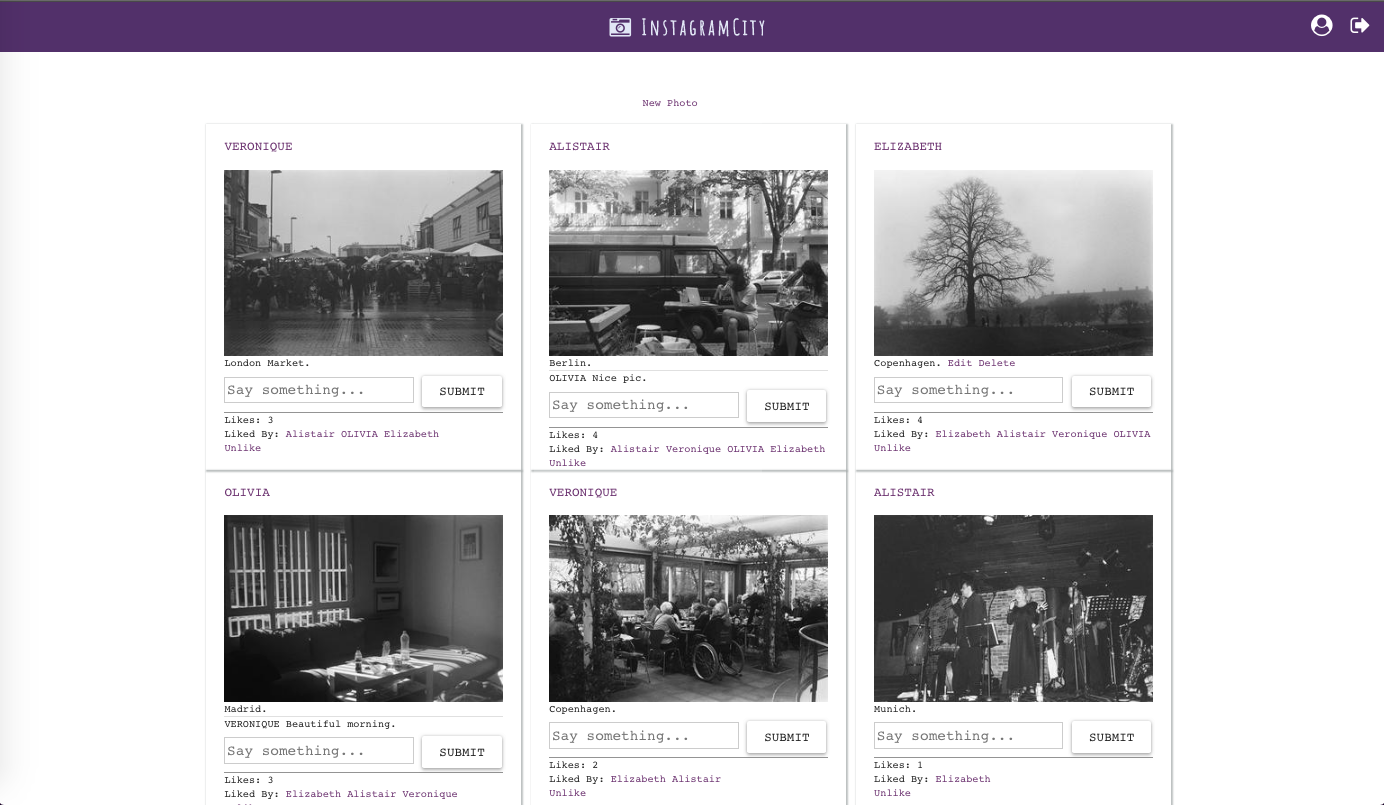 InstagramCity
New Photo
VERONIQUE
London Market.
Say something...
SUBMIT
Likes: 3
Liked By: Alistair OLIVIA Elizabeth
Unlike
ALISTAIR
Berlin.
OLIVIA Nice pic.
Say something...
SUBMIT
Likes: 4
Liked By: Alistair Veronique OLIVIA Elizabeth
Unlike
ELIZABETH
Copenhagen. Edit Delete
Say something...
SUBMIT
Likes: 4
Liked By: Elizabeth Alistair Veronique OLIVIA
Unlike
OLIVIA
Madrid.
VERONIQUE Beautiful morning.
Say something...
SUBMIT
Likes: 3
Liked By: Elizabeth Alistair Veronique
VERONIQUE
Copenhagen.
Say something...
SUBMIT
Likes: 2
Liked By: Elizabeth Alistair
Unlike
ALISTAIR
Munich.
Say something...
SUBMIT
Likes: 1
Liked By: Elizabeth
Unlike